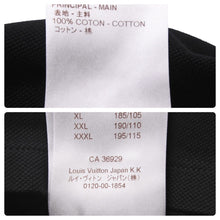 PRINCIPAL - MAIN
表地・主料
100% COTON - COTTON
コットン・棉
XL 185/105
XXL 190/110
XXXL 195/115
CA 36929
Louis Vuitton Japan K.K
ルイ・ヴィトン ジャパン(株)
0120-00-1854